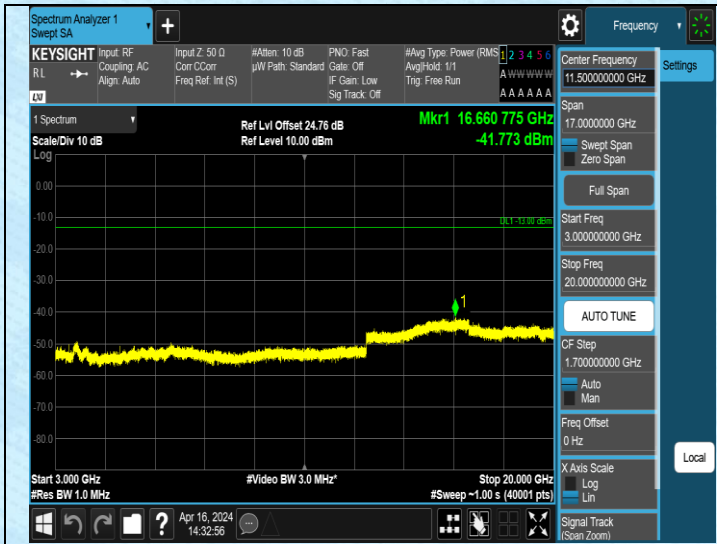 Spectrum Analyzer 1
Swept SA
+
Frequency
KEYSIGHT
RL
LXI
Input: RF
Coupling: AC
Align: Auto
Input Z: 50 Ω
Corr CCorr
Freq Ref: Int (S)
#Atten: 10 dB
µW Path: Standard
PNO: Fast
Gate: Off
IF Gain: Low
Sig Track: Off
#Avg Type: Power (RMS
Avg|Hold: 1/1
Trig: Free Run
1 2 3 4 5 6
A W W W W W
A A A A A A
1 Spectrum
Scale/Div 10 dB
Log
Ref Lvl Offset 24.76 dB
Ref Level 10.00 dBm
Mkr1 16.660 775 GHz
-41.773 dBm
0.00
-10.0
-20.0
-30.0
-40.0
-50.0
-60.0
-70.0
-80.0
DL1 -13.00 dBm
1
Start 3.000 GHz
#Res BW 1.0 MHz
#Video BW 3.0 MHz*
Stop 20.000 GHz
#Sweep ~1.00 s (40001 pts)
Center Frequency
11.500000000 GHz
Settings
Span
17.0000000 GHz
Swept Span
Zero Span
Full Span
Start Freq
3.000000000 GHz
Stop Freq
20.000000000 GHz
AUTO TUNE
CF Step
1.700000000 GHz
Auto
Man
Freq Offset
0 Hz
X Axis Scale
Log
Lin
Signal Track
(Span Zoom)
Local
?
Apr 16, 2024
14:32:56